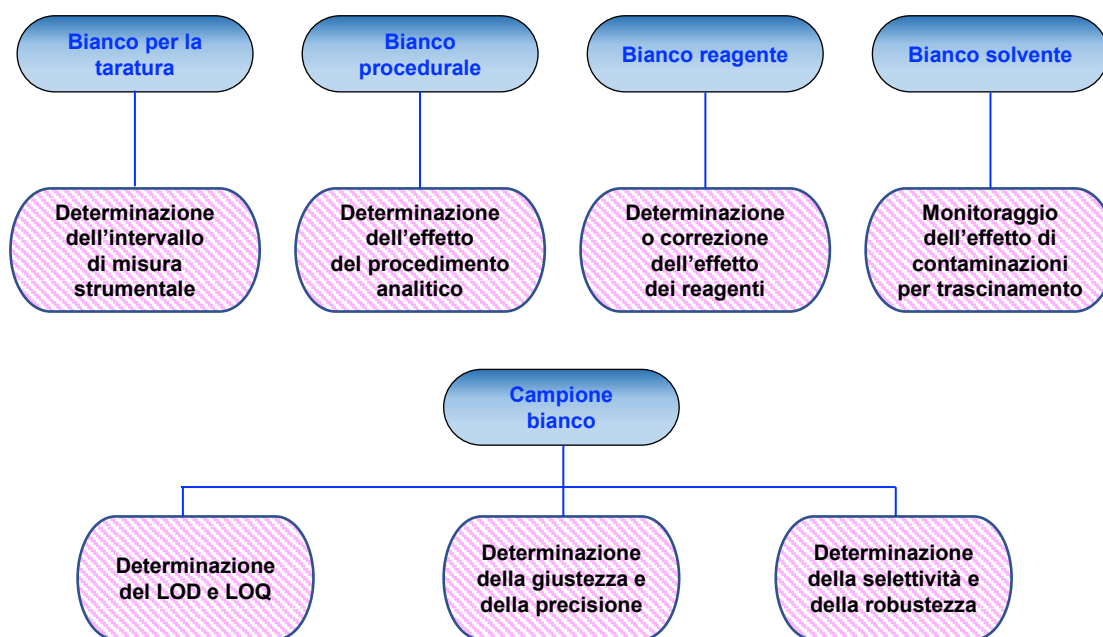 Bianco per la
taratura
Bianco
procedurale
Bianco reagente
Bianco solvente
Determinazione
dell'intervallo
di misura
strumentale
Determinazione
dell'effetto
del procedimento
analitico
Determinazione
o correzione
dell'effetto
dei reagenti
Monitoraggio
dell'effetto di
contaminazioni
per trascinamento
Campione
bianco
Determinazione
del LOD e LOQ
Determinazione
della giustezza e
della precisione
Determinazione
della selettività e
della robustezza